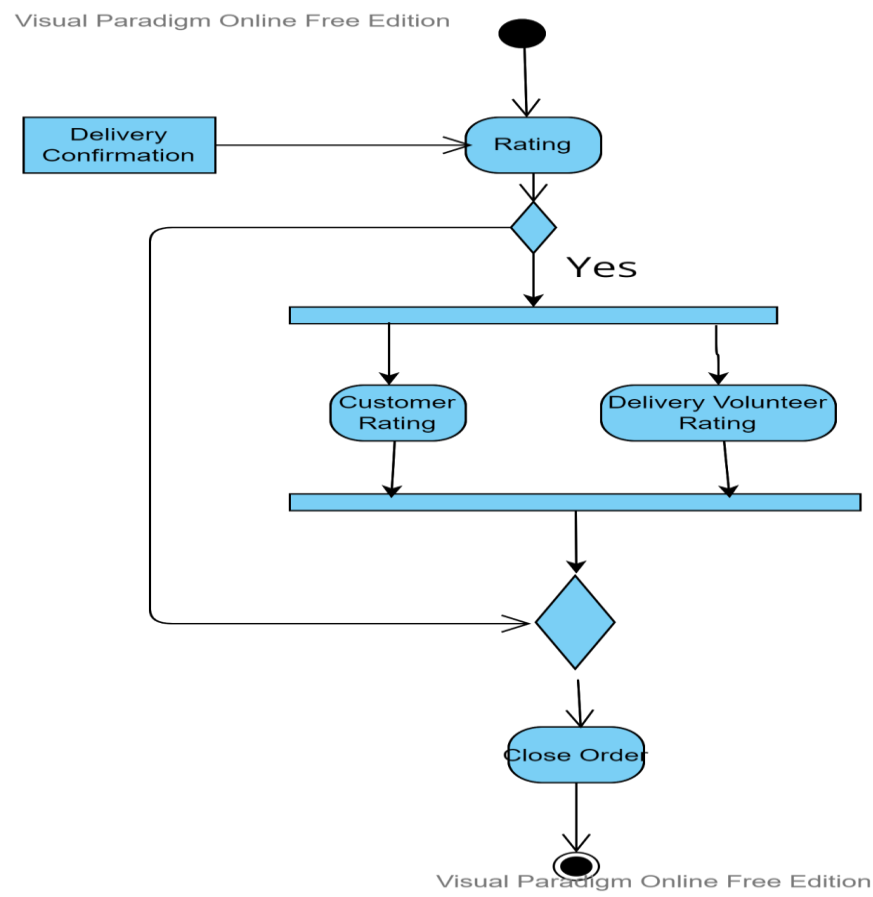 Visual Paradigm Online Free Edition
Delivery
Confirmation
Rating
Yes
Customer
Rating
Delivery Volunteer
Rating
Close Order
Visual Paradigm Online Free Edition